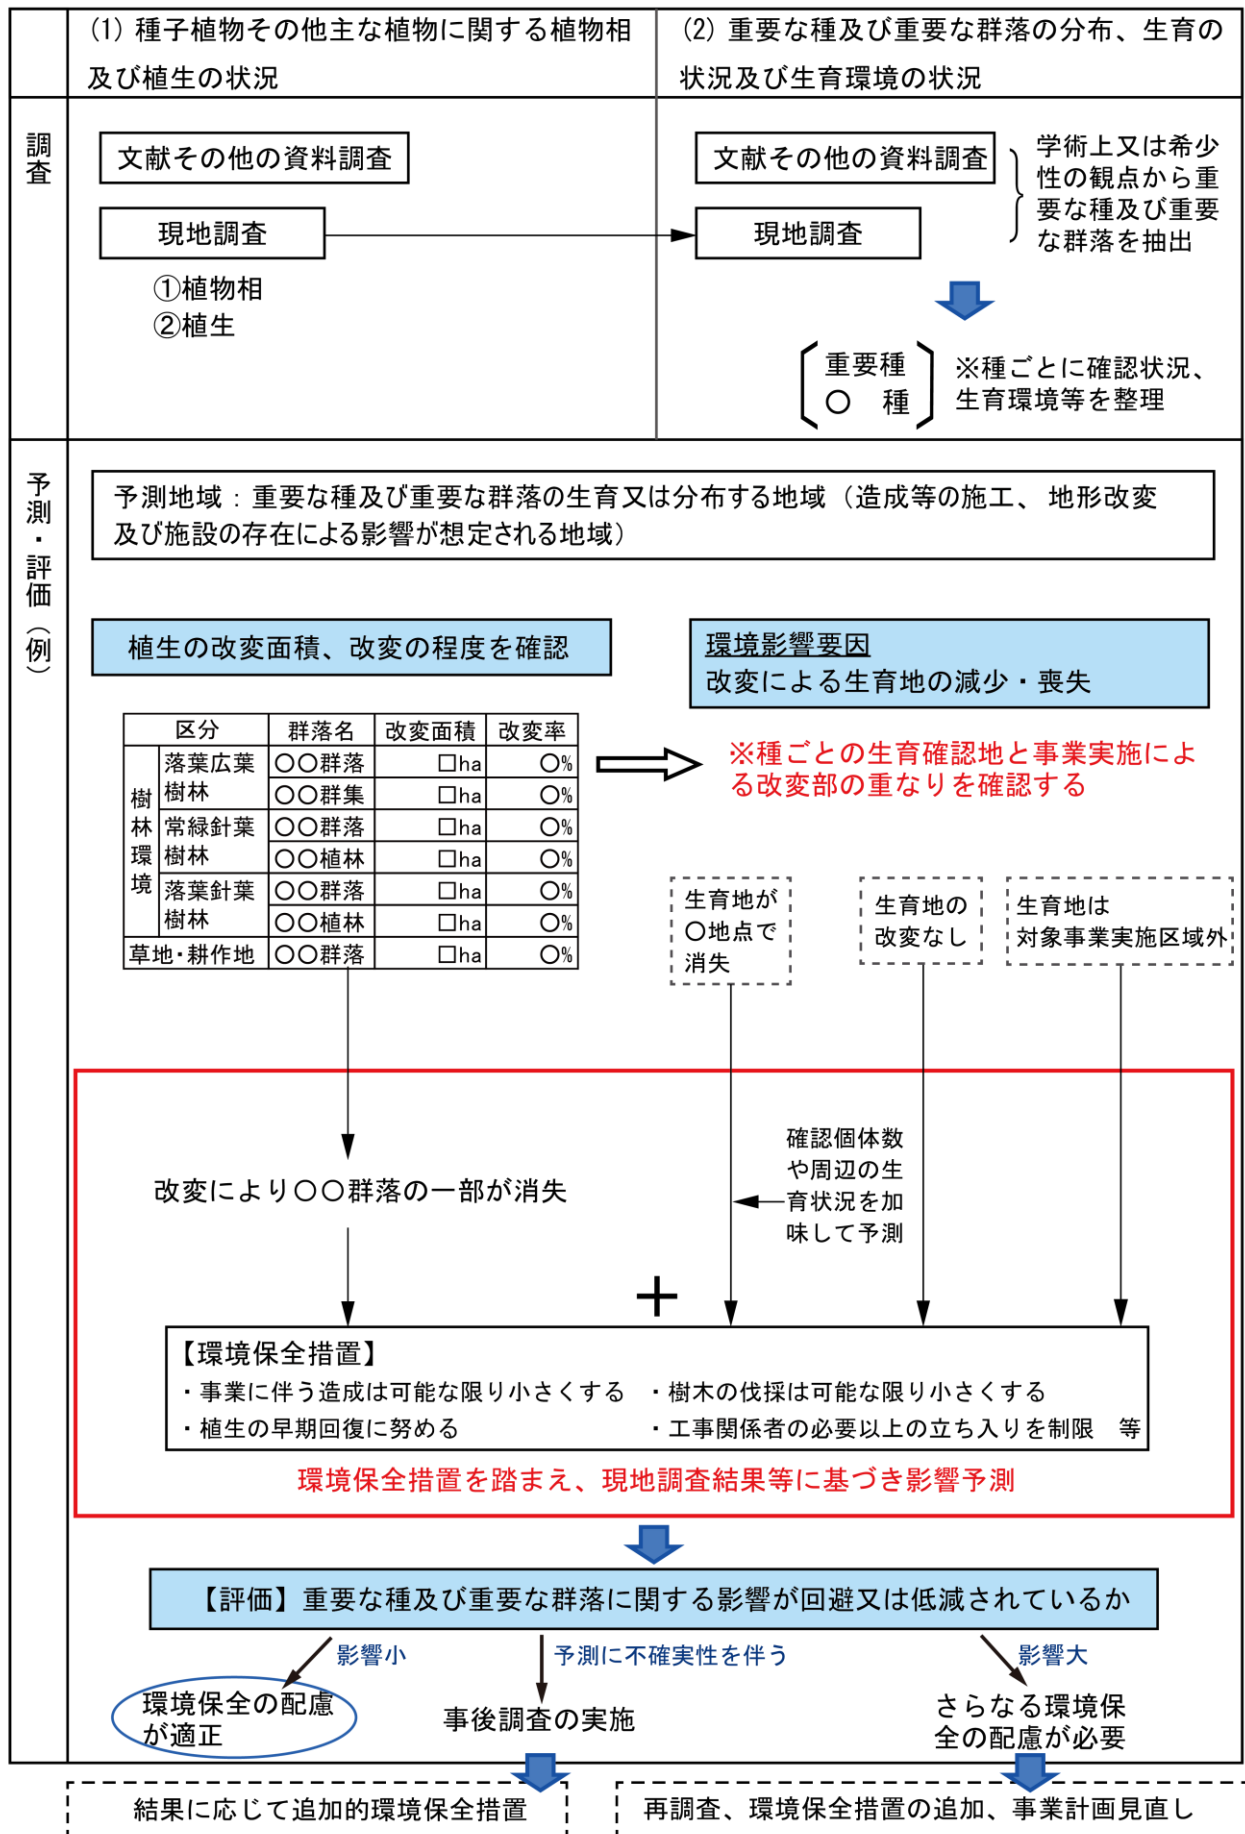 (1) 種子植物その他主な植物に関する植物相
及び植生の状況
(2) 重要な種及び重要な群落の分布、生育の
状況及び生育環境の状況
調査
文献その他の資料調査
現地調査
①植物相
②植生
文献その他の資料調査
現地調査
学術上又は希少
性の観点から重
要な種及び重要
な群落を抽出
重要種
○ 種
※種ごとに確認状況、
生育環境等を整理
予測・評価（例）
予測地域：重要な種及び重要な群落の生育又は分布する地域（造成等の施工、地形改変
及び施設の存在による影響が想定される地域）
植生の改変面積、改変の程度を確認
環境影響要因
改変による生育地の減少・喪失
区分 群落名 改変面積 改変率
樹林環境
落葉広葉
樹林
○○群落 □ha ○%
○○群集 □ha ○%
常緑針葉
樹林
○○群落 □ha ○%
○○植林 □ha ○%
落葉針葉
樹林
○○群落 □ha ○%
○○植林 □ha ○%
草地・耕作地 ○○群落 □ha ○%
※種ごとの生育確認地と事業実施によ
る改変部の重なりを確認する
生育地が
○地点で
消失
生育地の
改変なし
生育地は
対象事業実施区域外
確認個体数
や周辺の生
育状況を加
味して予測
改変により○○群落の一部が消失
＋
【環境保全措置】
・事業に伴う造成は可能な限り小さくする ・樹木の伐採は可能な限り小さくする
・植生の早期回復に努める ・工事関係者の必要以上の立ち入りを制限 等
環境保全措置を踏まえ、現地調査結果等に基づき影響予測
【評価】重要な種及び重要な群落に関する影響が回避又は低減されているか
影響小
予測に不確実性を伴う
影響大
環境保全の配慮
が適正
事後調査の実施
さらなる環境保
全の配慮が必要
結果に応じて追加的環境保全措置
再調査、環境保全措置の追加、事業計画見直し